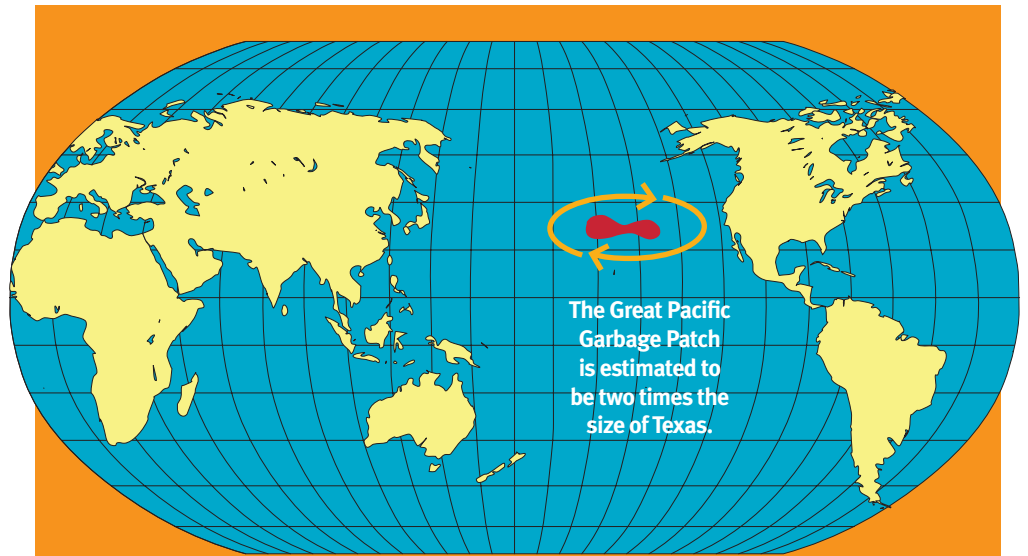 The Great Pacific
Garbage Patch
is estimated to
be two times the
size of Texas.